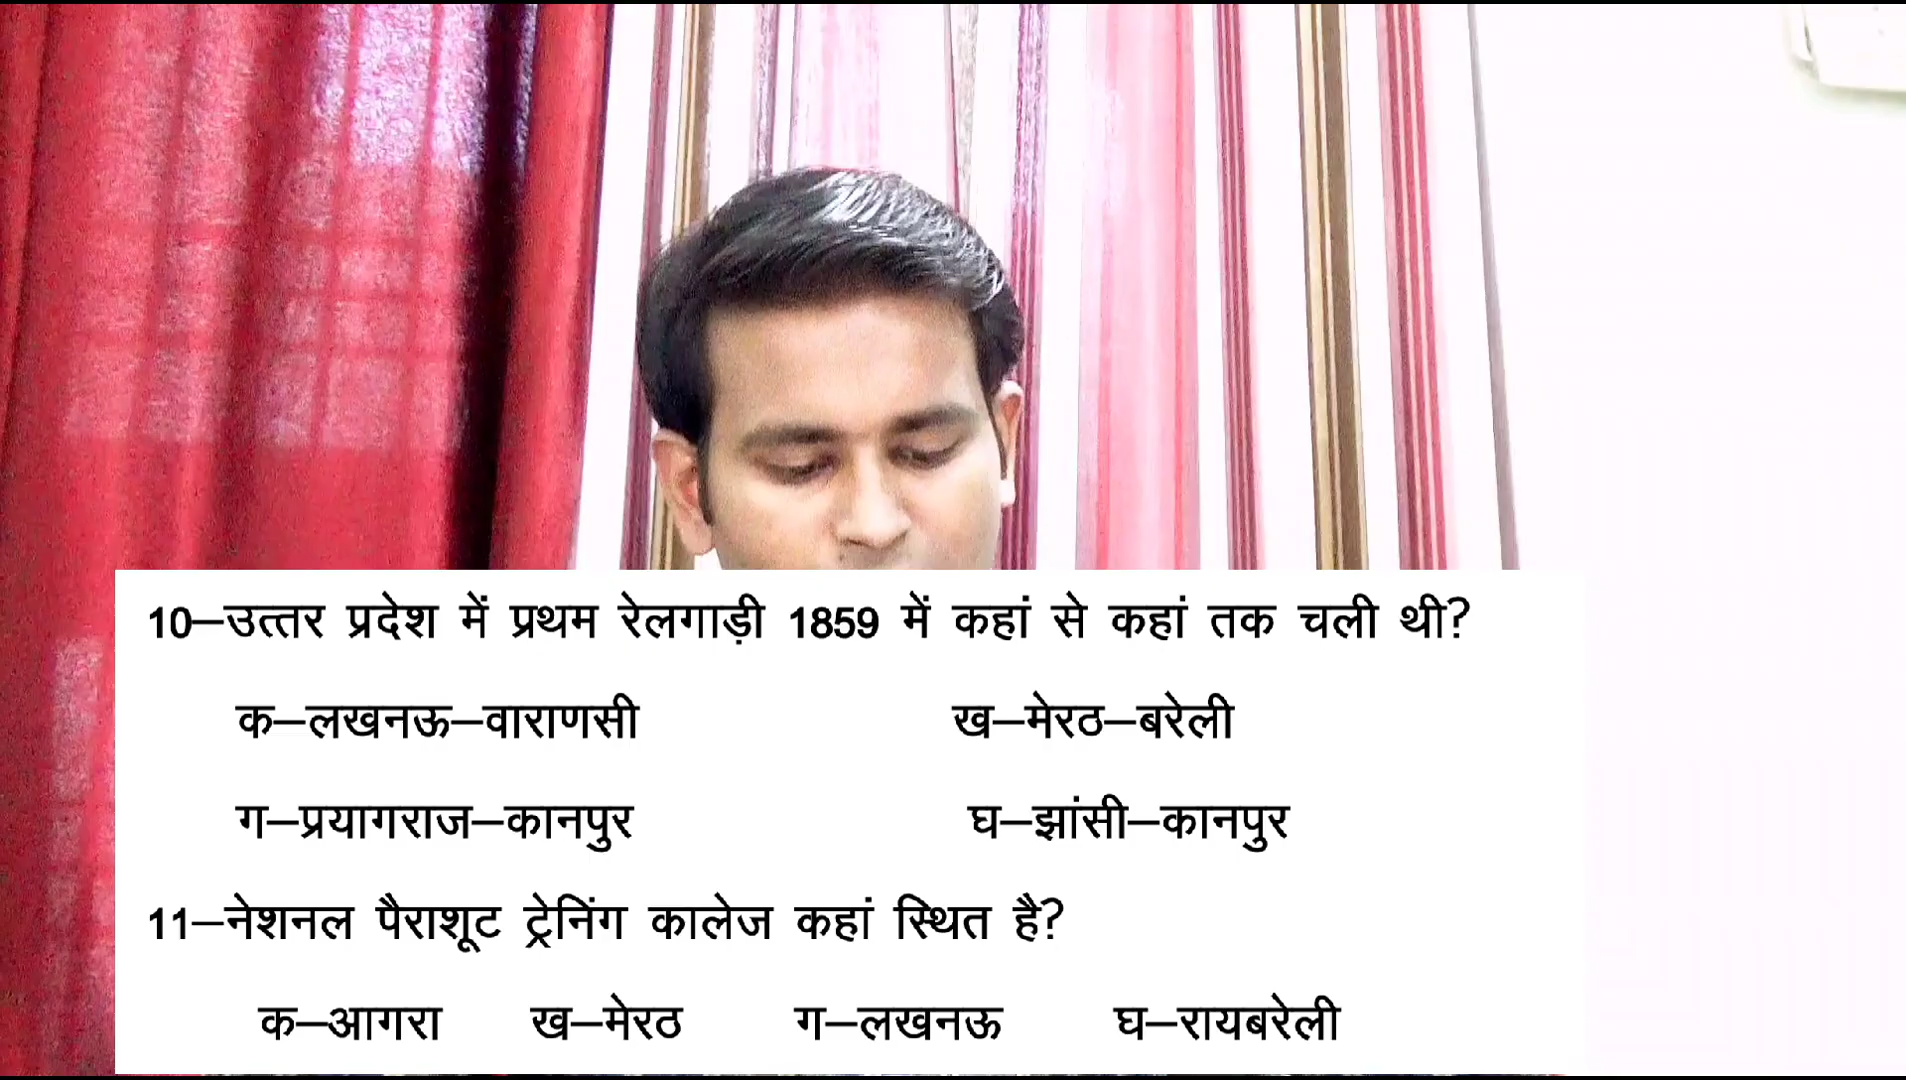 10–उत्तर प्रदेश में प्रथम रेलगाड़ी 1859 में कहां से कहां तक चली थी?
क–लखनऊ–वाराणसी ख–मेरठ–बरेली
ग–प्रयागराज–कानपुर घ–झांसी–कानपुर
11–नेशनल पैराशूट ट्रेनिंग कालेज कहां स्थित है?
क–आगरा ख–मेरठ ग–लखनऊ घ–रायबरेली